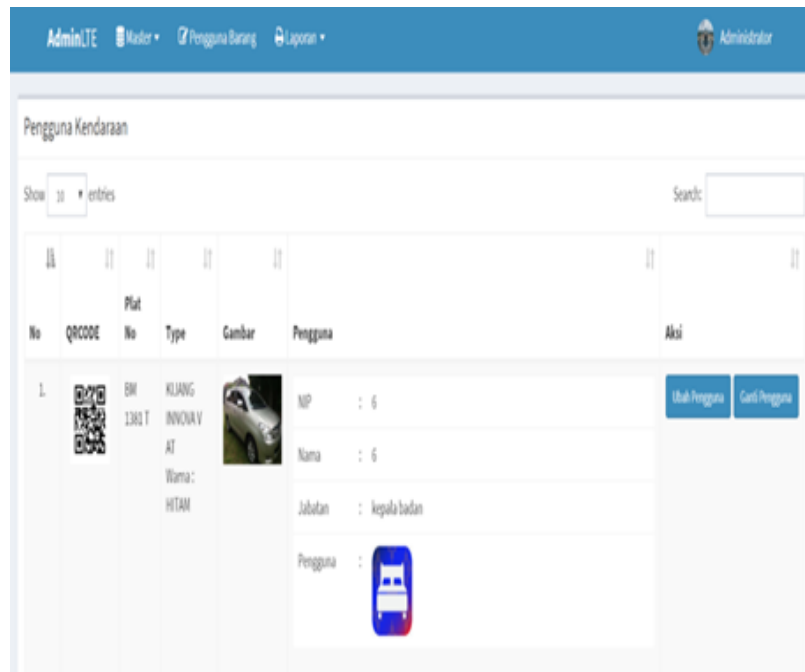 AdminLTE Master Pengguna Barang Laporan Administrator
Pengguna Kendaraan
Show 10 entries Search:
No QRCODE Plat No Type Gambar Pengguna Aksi
1. BM 1381 T KIJANG INNOVA V AT Warna : HITAM
NIP : 6
Nama : 6
Jabatan : kepala badan
Pengguna :
Ubah Pengguna Ganti Pengguna